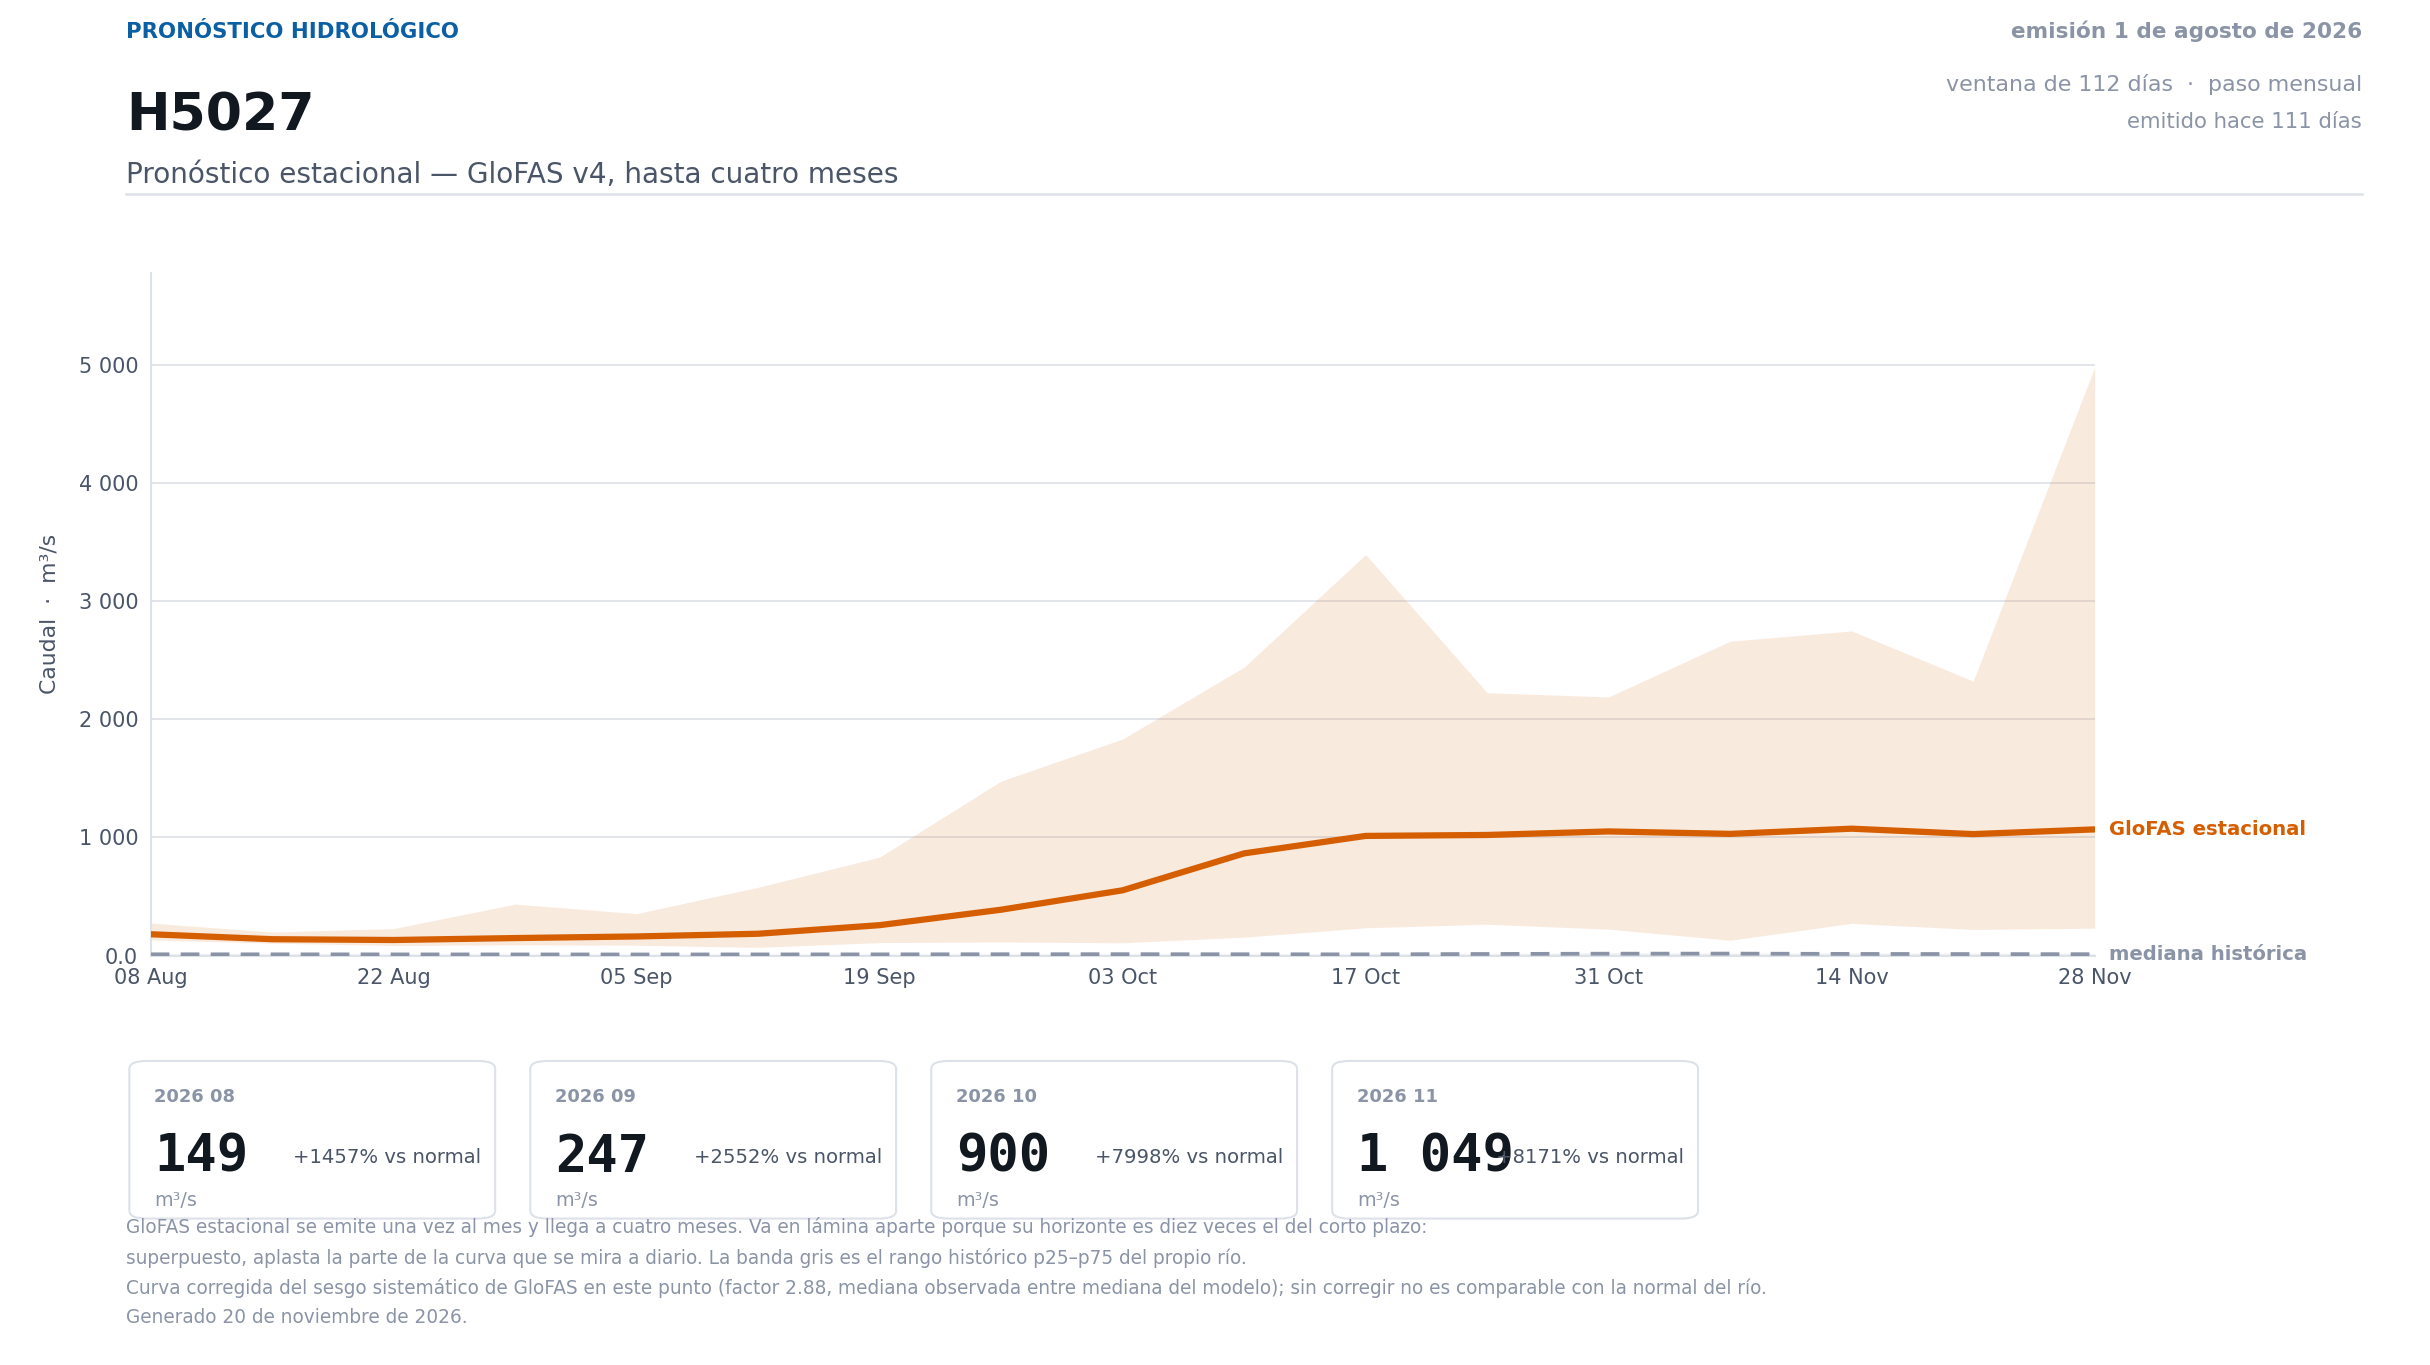 PRONÓSTICO HIDROLÓGICO
emisión 1 de agosto de 2026
H5027
ventana de 112 días · paso mensual
emitido hace 111 días
Pronóstico estacional — GloFAS v4, hasta cuatro meses
Caudal · m³/s
5 000
4 000
3 000
2 000
1 000
0.0
GloFAS estacional
mediana histórica
08 Aug
22 Aug
05 Sep
19 Sep
03 Oct
17 Oct
31 Oct
14 Nov
28 Nov
2026 08
149
+1457% vs normal
m³/s
2026 09
247
+2552% vs normal
m³/s
2026 10
900
+7998% vs normal
m³/s
2026 11
1 049
+8171% vs normal
m³/s
GloFAS estacional se emite una vez al mes y llega a cuatro meses. Va en lámina aparte porque su horizonte es diez veces el del corto plazo:
superpuesto, aplasta la parte de la curva que se mira a diario. La banda gris es el rango histórico p25–p75 del propio río.
Curva corregida del sesgo sistemático de GloFAS en este punto (factor 2.88, mediana observada entre mediana del modelo); sin corregir no es comparable con la normal del río.
Generado 20 de noviembre de 2026.